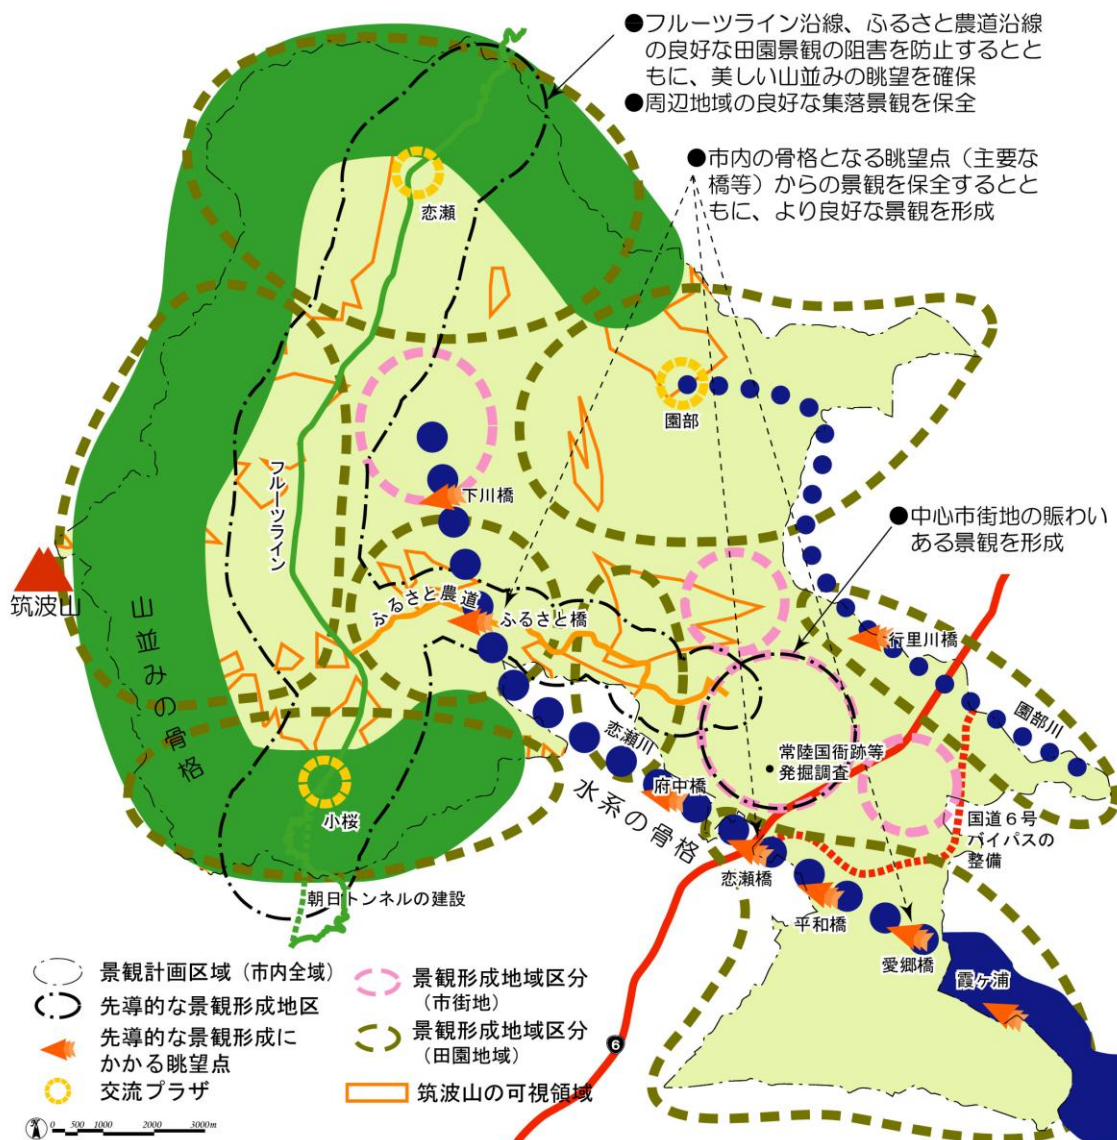 ●フルーツライン沿線、ふるさと農道沿線
の良好な田園景観の阻害を防止するとと
もに、美しい山並みの眺望を確保
●周辺地域の良好な集落景観を保全
●市内の骨格となる眺望点（主要な
橋等）からの景観を保全するとと
もに、より良好な景観を形成
恋瀬
園部
フルーツライン
下川橋
●中心市街地の賑わい
ある景観を形成
筑波山
山並みの骨格
ふるさと農道
ふるさと橋
行里川橋
園部川
恋瀬川
常陸国衙跡等
発掘調査
府中橋
水系の骨格
小桜
国道６号
バイパスの
整備
恋瀬橋
朝日トンネルの建設
平和橋
愛郷橋
霞ヶ浦
景観計画区域（市内全域）
先導的な景観形成地区
先導的な景観形成に
かかる眺望点
交流プラザ
景観形成地域区分
（市街地）
景観形成地域区分
（田園地域）
筑波山の可視領域
6
0 500 1000 2000 3000m